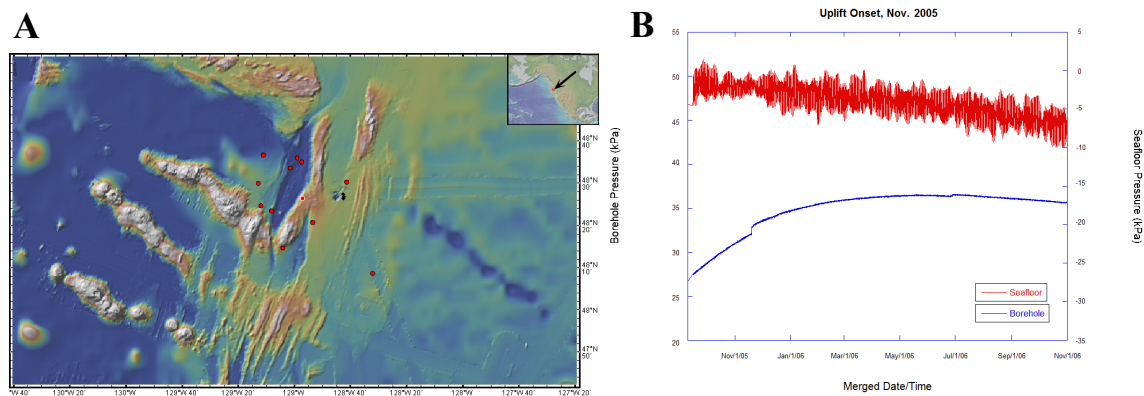 A
B
48°N
40'
48°N
30'
48°N
20'
48°N
10'
48°N
47°N
50'
°W 40'
130°W 20'
130°W
129°W 40'
129°W 20'
129°W
128°W 40'
128°W 20'
128°W
127°W 40'
127°W 20'
Uplift Onset, Nov. 2005
55
50
45
40
35
30
25
20
Borehole Pressure (kPa)
5
0
-5
-10
-15
-20
-25
-30
-35
Seafloor Pressure (kPa)
Seafloor
Borehole
Nov/1/05
Jan/1/06
Mar/1/06
May/1/06
Jul/1/06
Sep/1/06
Nov/1/06
Merged Date/Time